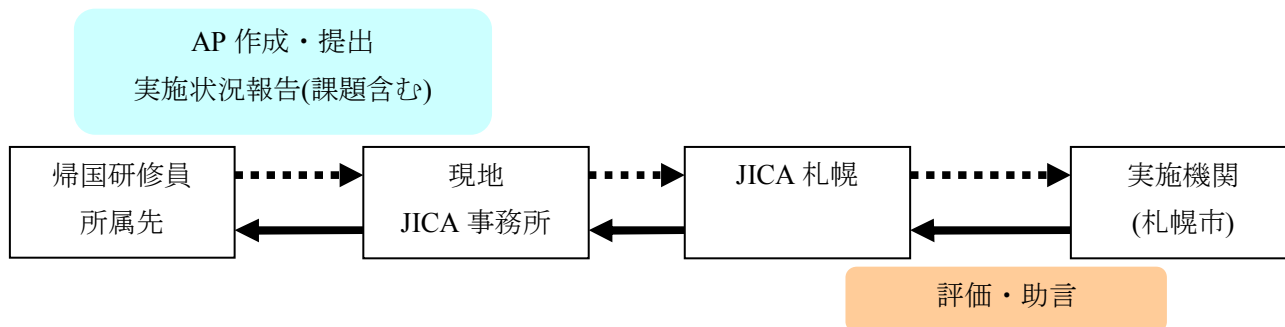 AP 作成・提出
実施状況報告(課題含む)
帰国研修員
所属先
現地
JICA 事務所
JICA 札幌
実施機関
(札幌市)
評価・助言